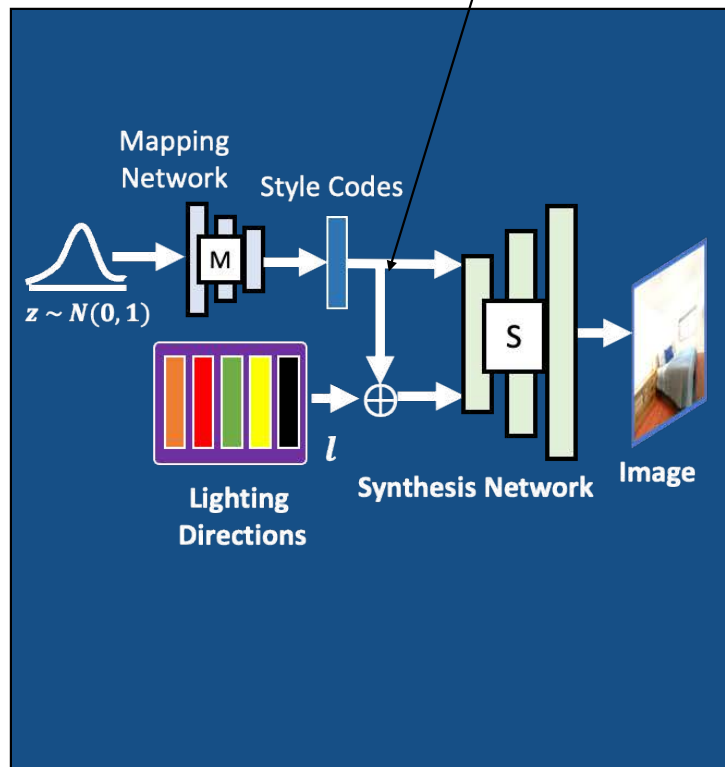 Mapping
Network
Style Codes
M
z ~ N(0, 1)
S
l
Lighting
Directions
Synthesis Network
Image